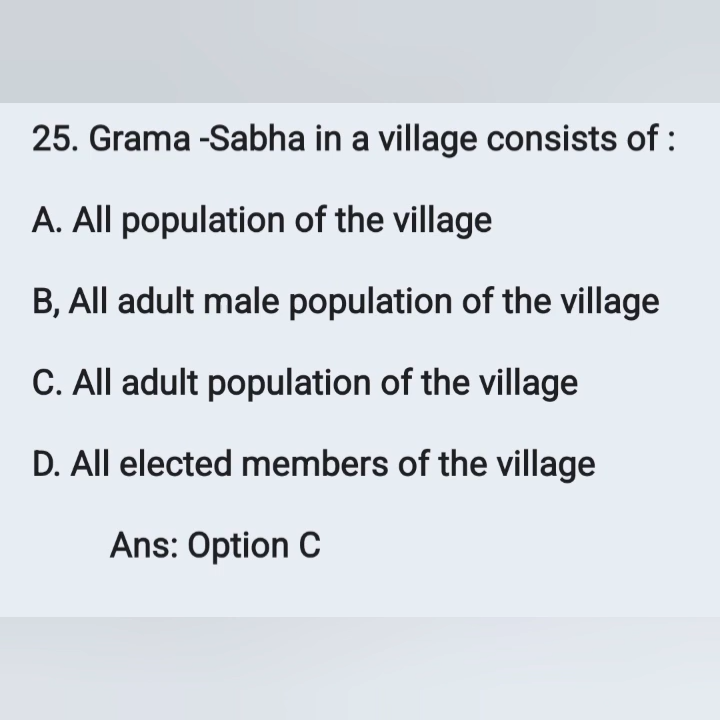 25. Grama -Sabha in a village consists of :
A. All population of the village
B, All adult male population of the village
C. All adult population of the village
D. All elected members of the village
Ans: Option C